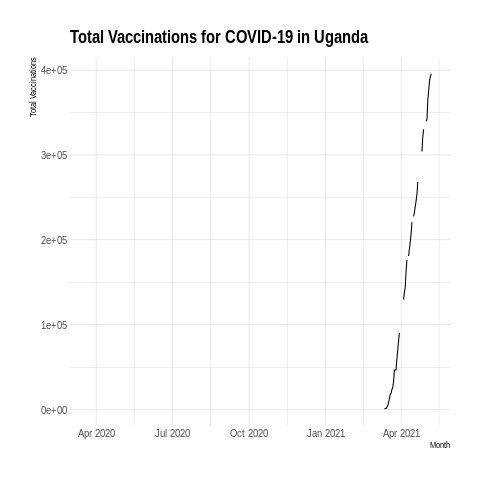 Total Vaccinations for COVID-19 in Uganda
Total Vaccinations
4e+05
3e+05
2e+05
1e+05
0e+00
Apr 2020 Jul 2020 Oct 2020 Jan 2021 Apr 2021
Month